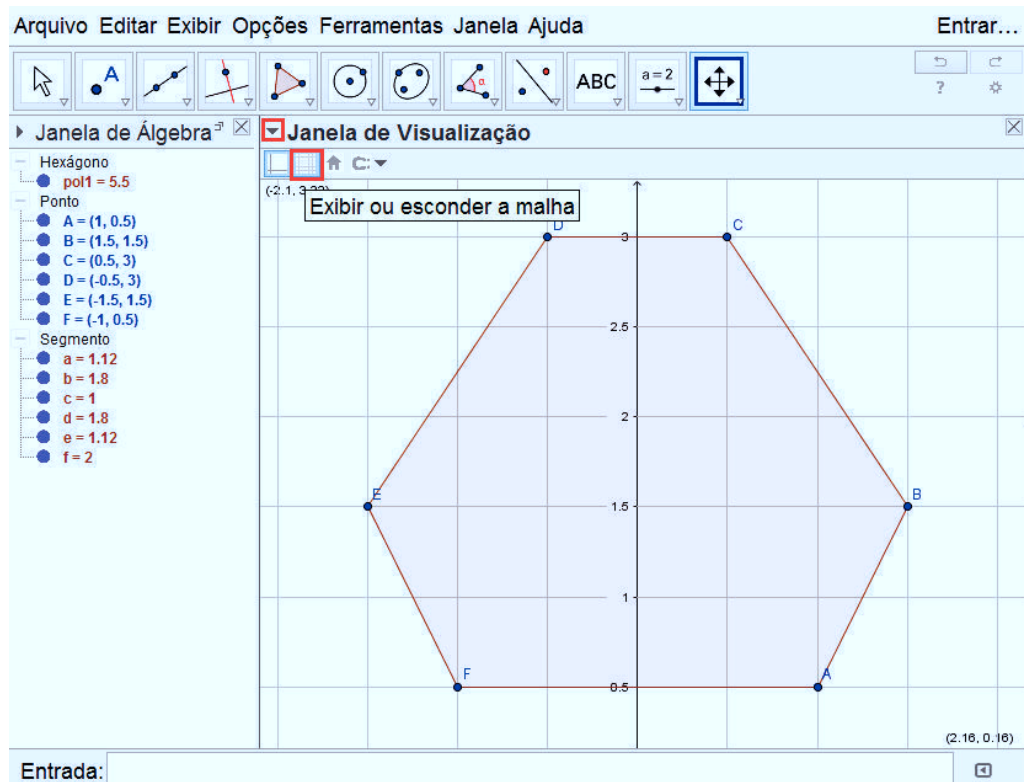 Arquivo Editar Exibir Opções Ferramentas Janela Ajuda Entrar...
A α ABC a = 2 ?
Janela de Álgebra
Janela de Visualização
Hexágono
pol1 = 5.5
Ponto
A = (1, 0.5)
B = (1.5, 1.5)
C = (0.5, 3)
D = (-0.5, 3)
E = (-1.5, 1.5)
F = (-1, 0.5)
Segmento
a = 1.12
b = 1.8
c = 1
d = 1.8
e = 1.12
f = 2
C:
(-2.1,
Exibir ou esconder a malha
D C
3
2.5
2
E B
1.5
1
F A
0.5
(2.16, 0.16)
Entrada: